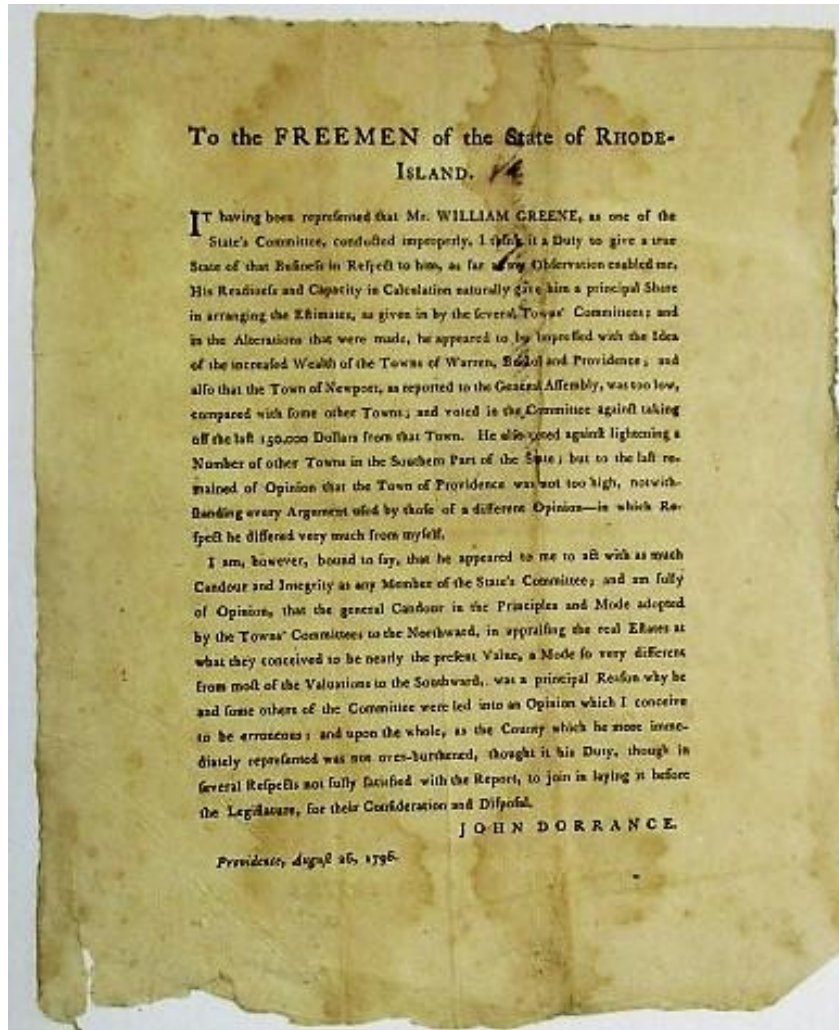 To the FREEMEN of the State of RHODE-
ISLAND.
IT having been repreſented that Mr. WILLIAM GREENE, as one of the
State's Committee, conducted improperly, I think it a Duty to give a true
State of that Buſineſs in Reſpect to him, as far as my Obſervation enabled me.
His Readineſs and Capacity in Calculation naturally gave him a principal Share
in arranging the Eſtimates, as given in by the ſeveral Towns' Committees; and
in the Alterations that were made, he appeared to be impreſſed with the Idea
of the increaſed Wealth of the Towns of Warren, Briſtol and Providence; and
alſo that the Town of Newport, as reported to the General Aſſembly, was too low,
compared with ſome other Towns; and voted in the Committee againſt taking
off the laſt 150,000 Dollars from that Town. He alſo voted againſt lightening a
Number of other Towns in the Southern Part of the State; but to the laſt re-
mained of Opinion that the Town of Providence was not too high, notwith-
ſtanding every Argument uſed by thoſe of a different Opinion—in which Re-
ſpect he differed very much from myſelf.
I am, however, bound to ſay, that he appeared to me to act with as much
Candour and Integrity as any Member of the State's Committee; and am fully
of Opinion, that the general Candour in the Principles and Mode adopted
by the Towns' Committees to the Northward, in appraiſing the real Eſtates at
what they conceived to be nearly the preſent Value, a Mode ſo very different
from moſt of the Valuations to the Southward, was a principal Reaſon why he
and ſome others of the Committee were led into an Opinion which I conceive
to be erroneous; and upon the whole, as the County which he more imme-
diately repreſented was not over-burthened, thought it his Duty, though in
ſeveral Reſpects not fully ſatisfied with the Report, to join in laying it before
the Legiſlature, for their Conſideration and Diſpoſal.
JOHN DORRANCE.
Providence, Auguſt 26, 1796.